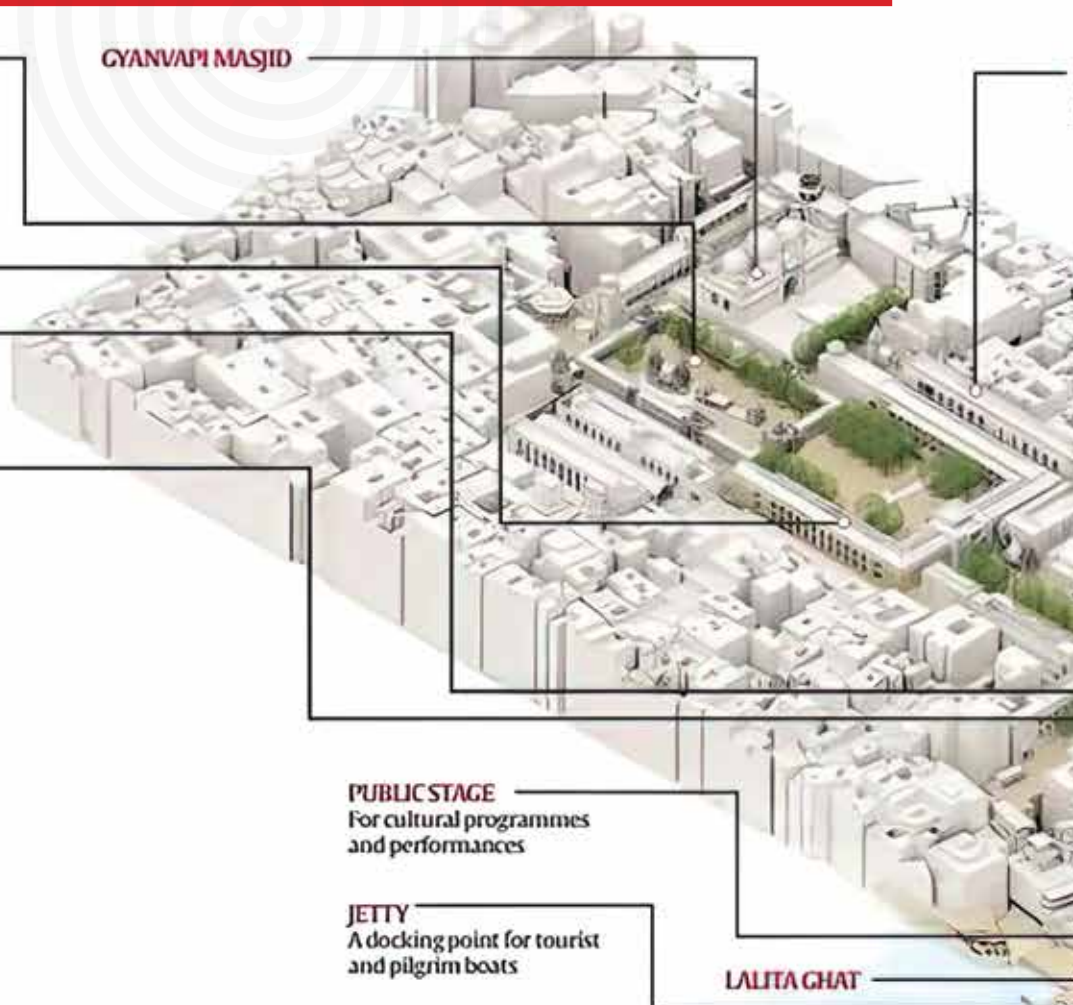 GYANVAPI MASJID
PUBLIC STAGE
For cultural programmes
and performances
JETTY
A docking point for tourist
and pilgrim boats
LALITA GHAT